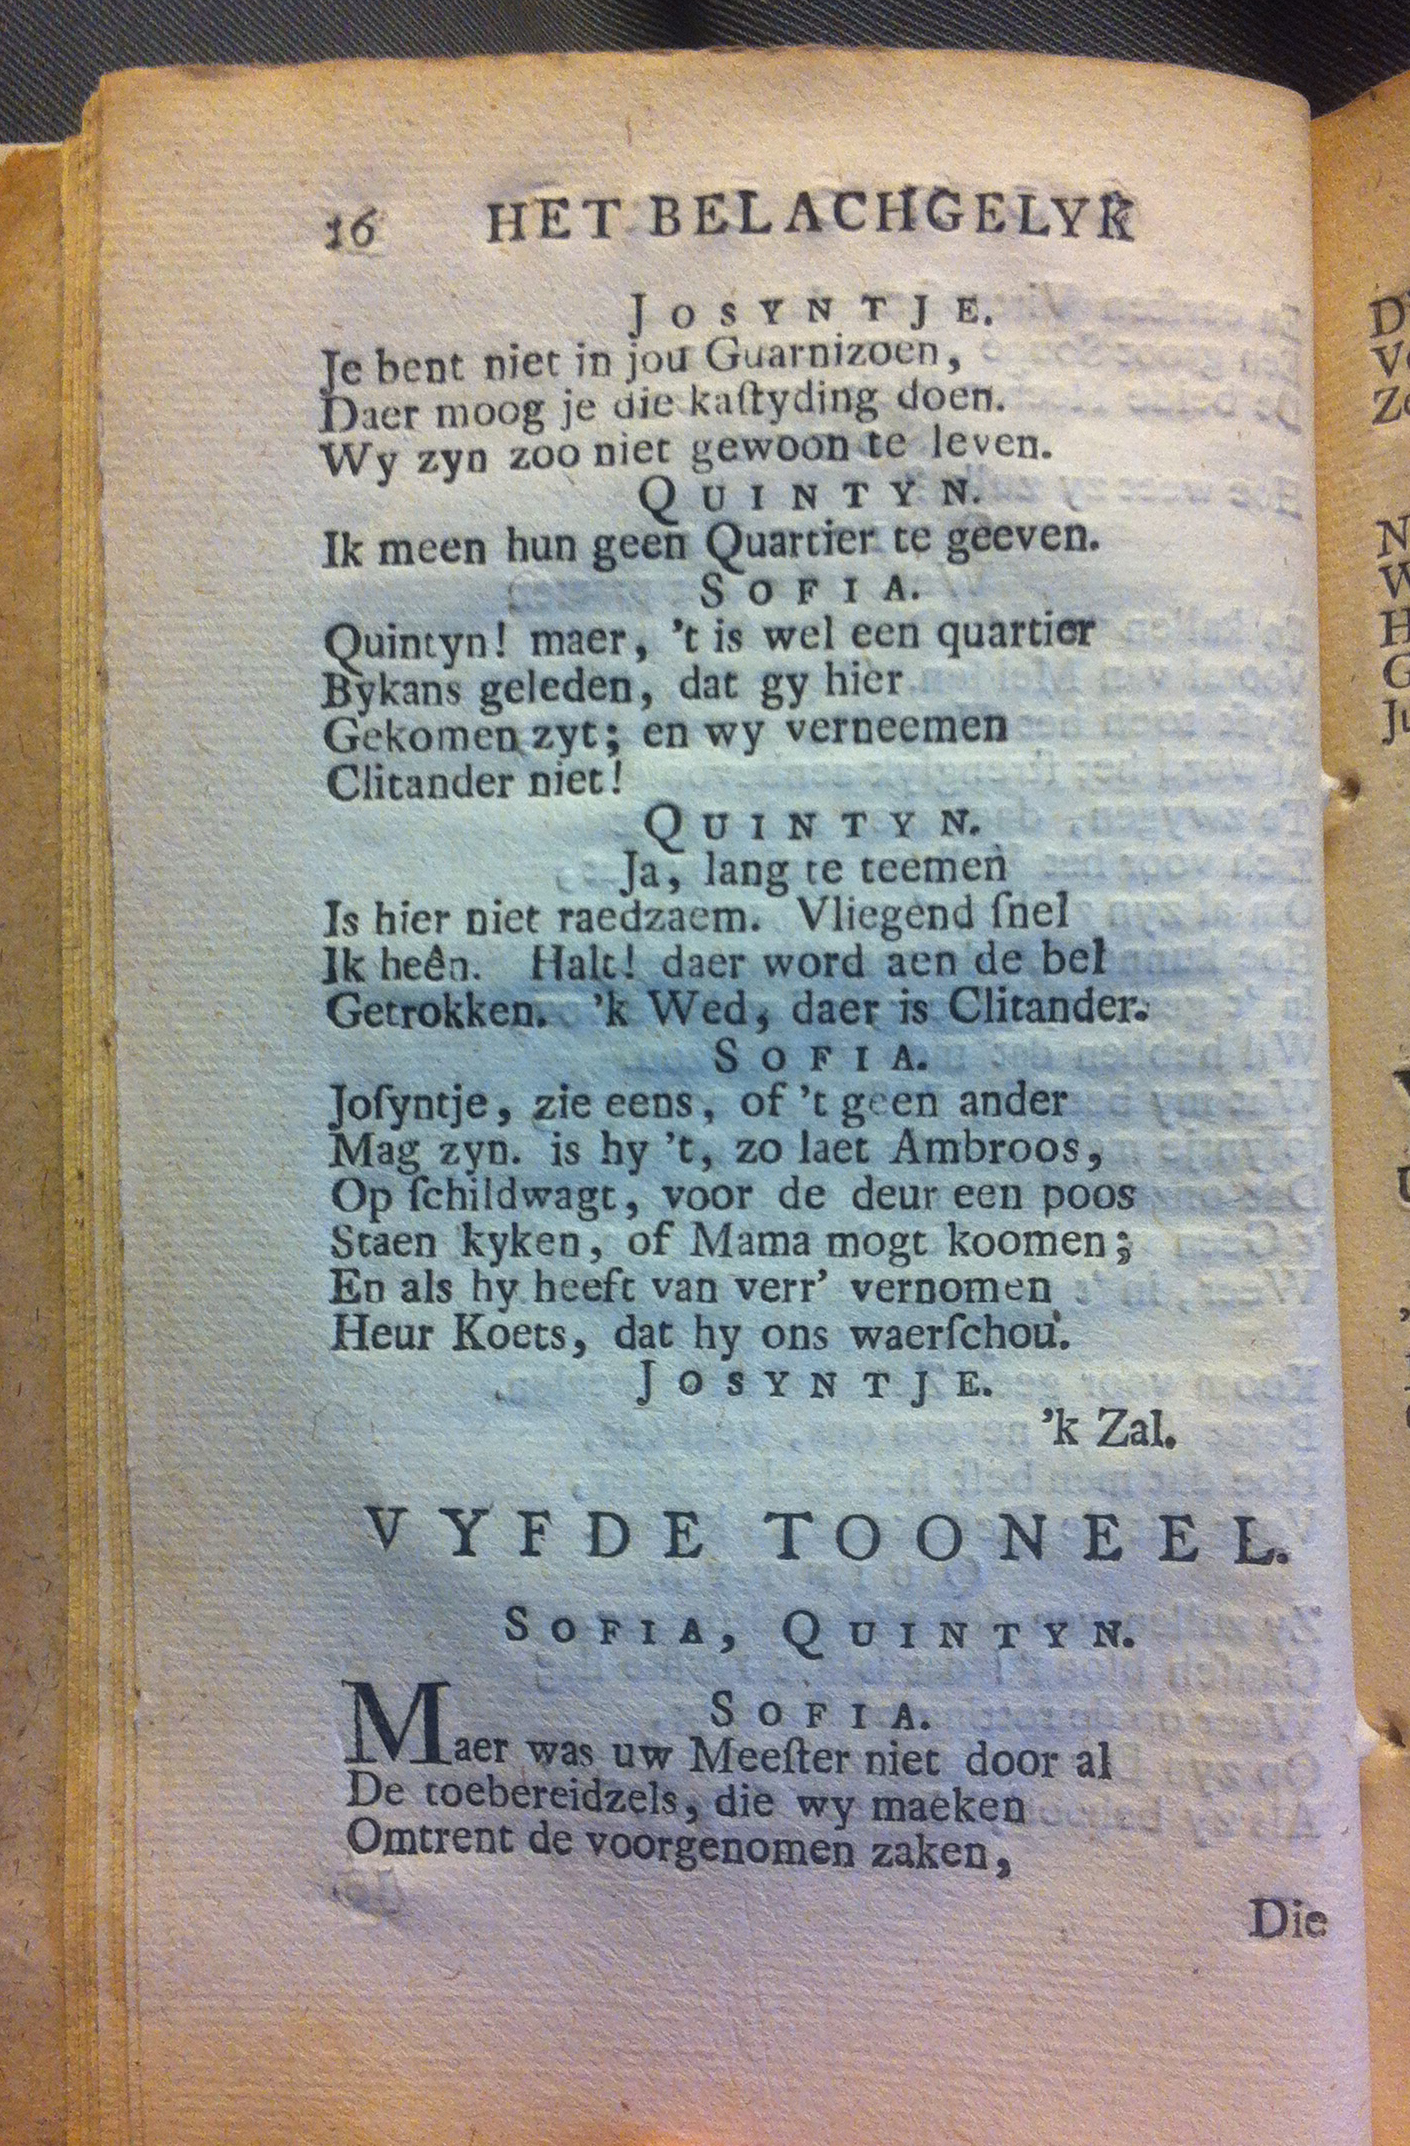 16 HET BELACHGELYK
JOSYNTJE.
Je bent niet in jou Guarnizoen,
Daer moog je die kaſtyding doen.
Wy zyn zoo niet gewoon te leven.
QUINTYN.
Ik meen hun geen Quartier te geeven.
SOFIA.
Quintyn! maer, 't is wel een quartier
Bykans geleden, dat gy hier
Gekomen zyt; en wy verneemen
Clitander niet!
QUINTYN.
Ja, lang te teemen
Is hier niet raedzaem. Vliegend ſnel
Ik heên. Halt! daer word aen de bel
Getrokken. 'k Wed, daer is Clitander.
SOFIA.
Joſyntje, zie eens, of 't geen ander
Mag zyn. is hy 't, zo laet Ambroos,
Op ſchildwagt, voor de deur een poos
Staen kyken, of Mama mogt koomen;
En als hy heeft van verr' vernomen
Heur Koets, dat hy ons waerſchou'.
JOSYNTJE.
'k Zal.
VYFDE TOONEEL.
SOFIA, QUINTYN.
SOFIA.
Maer was uw Meeſter niet door al
De toebereidzels, die wy maeken
Omtrent de voorgenomen zaken,
Die